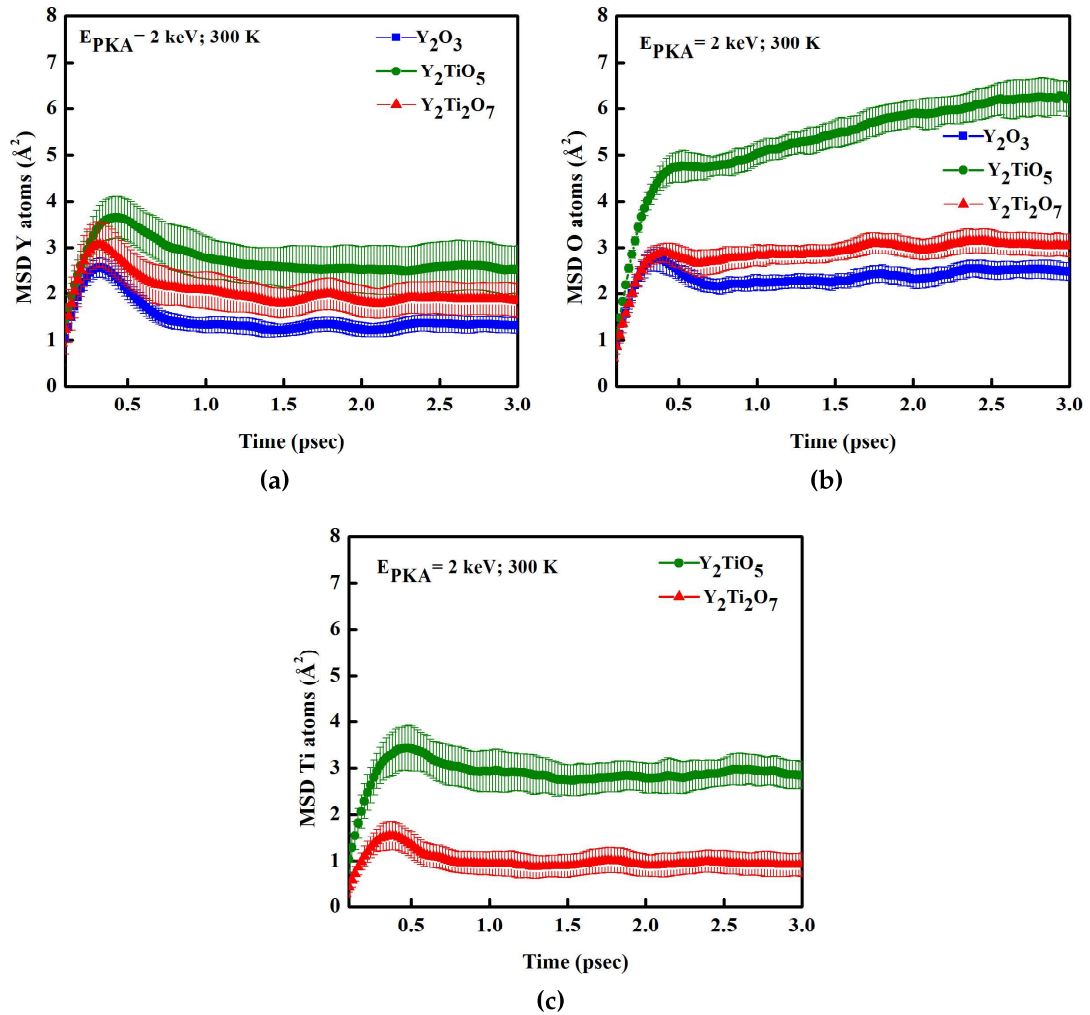 E_PKA – 2 keV; 300 K
Y₂O₃
Y₂TiO₅
Y₂Ti₂O₇
MSD Y atoms (Å²)
8
7
6
5
4
3
2
1
0
0.5 1.0 1.5 2.0 2.5 3.0
Time (psec)
(a)
E_PKA = 2 keV; 300 K
Y₂O₃
Y₂TiO₅
Y₂Ti₂O₇
MSD O atoms (Å²)
8
7
6
5
4
3
2
1
0
0.5 1.0 1.5 2.0 2.5 3.0
Time (psec)
(b)
E_PKA = 2 keV; 300 K
Y₂TiO₅
Y₂Ti₂O₇
MSD Ti atoms (Å²)
8
7
6
5
4
3
2
1
0
0.5 1.0 1.5 2.0 2.5 3.0
Time (psec)
(c)